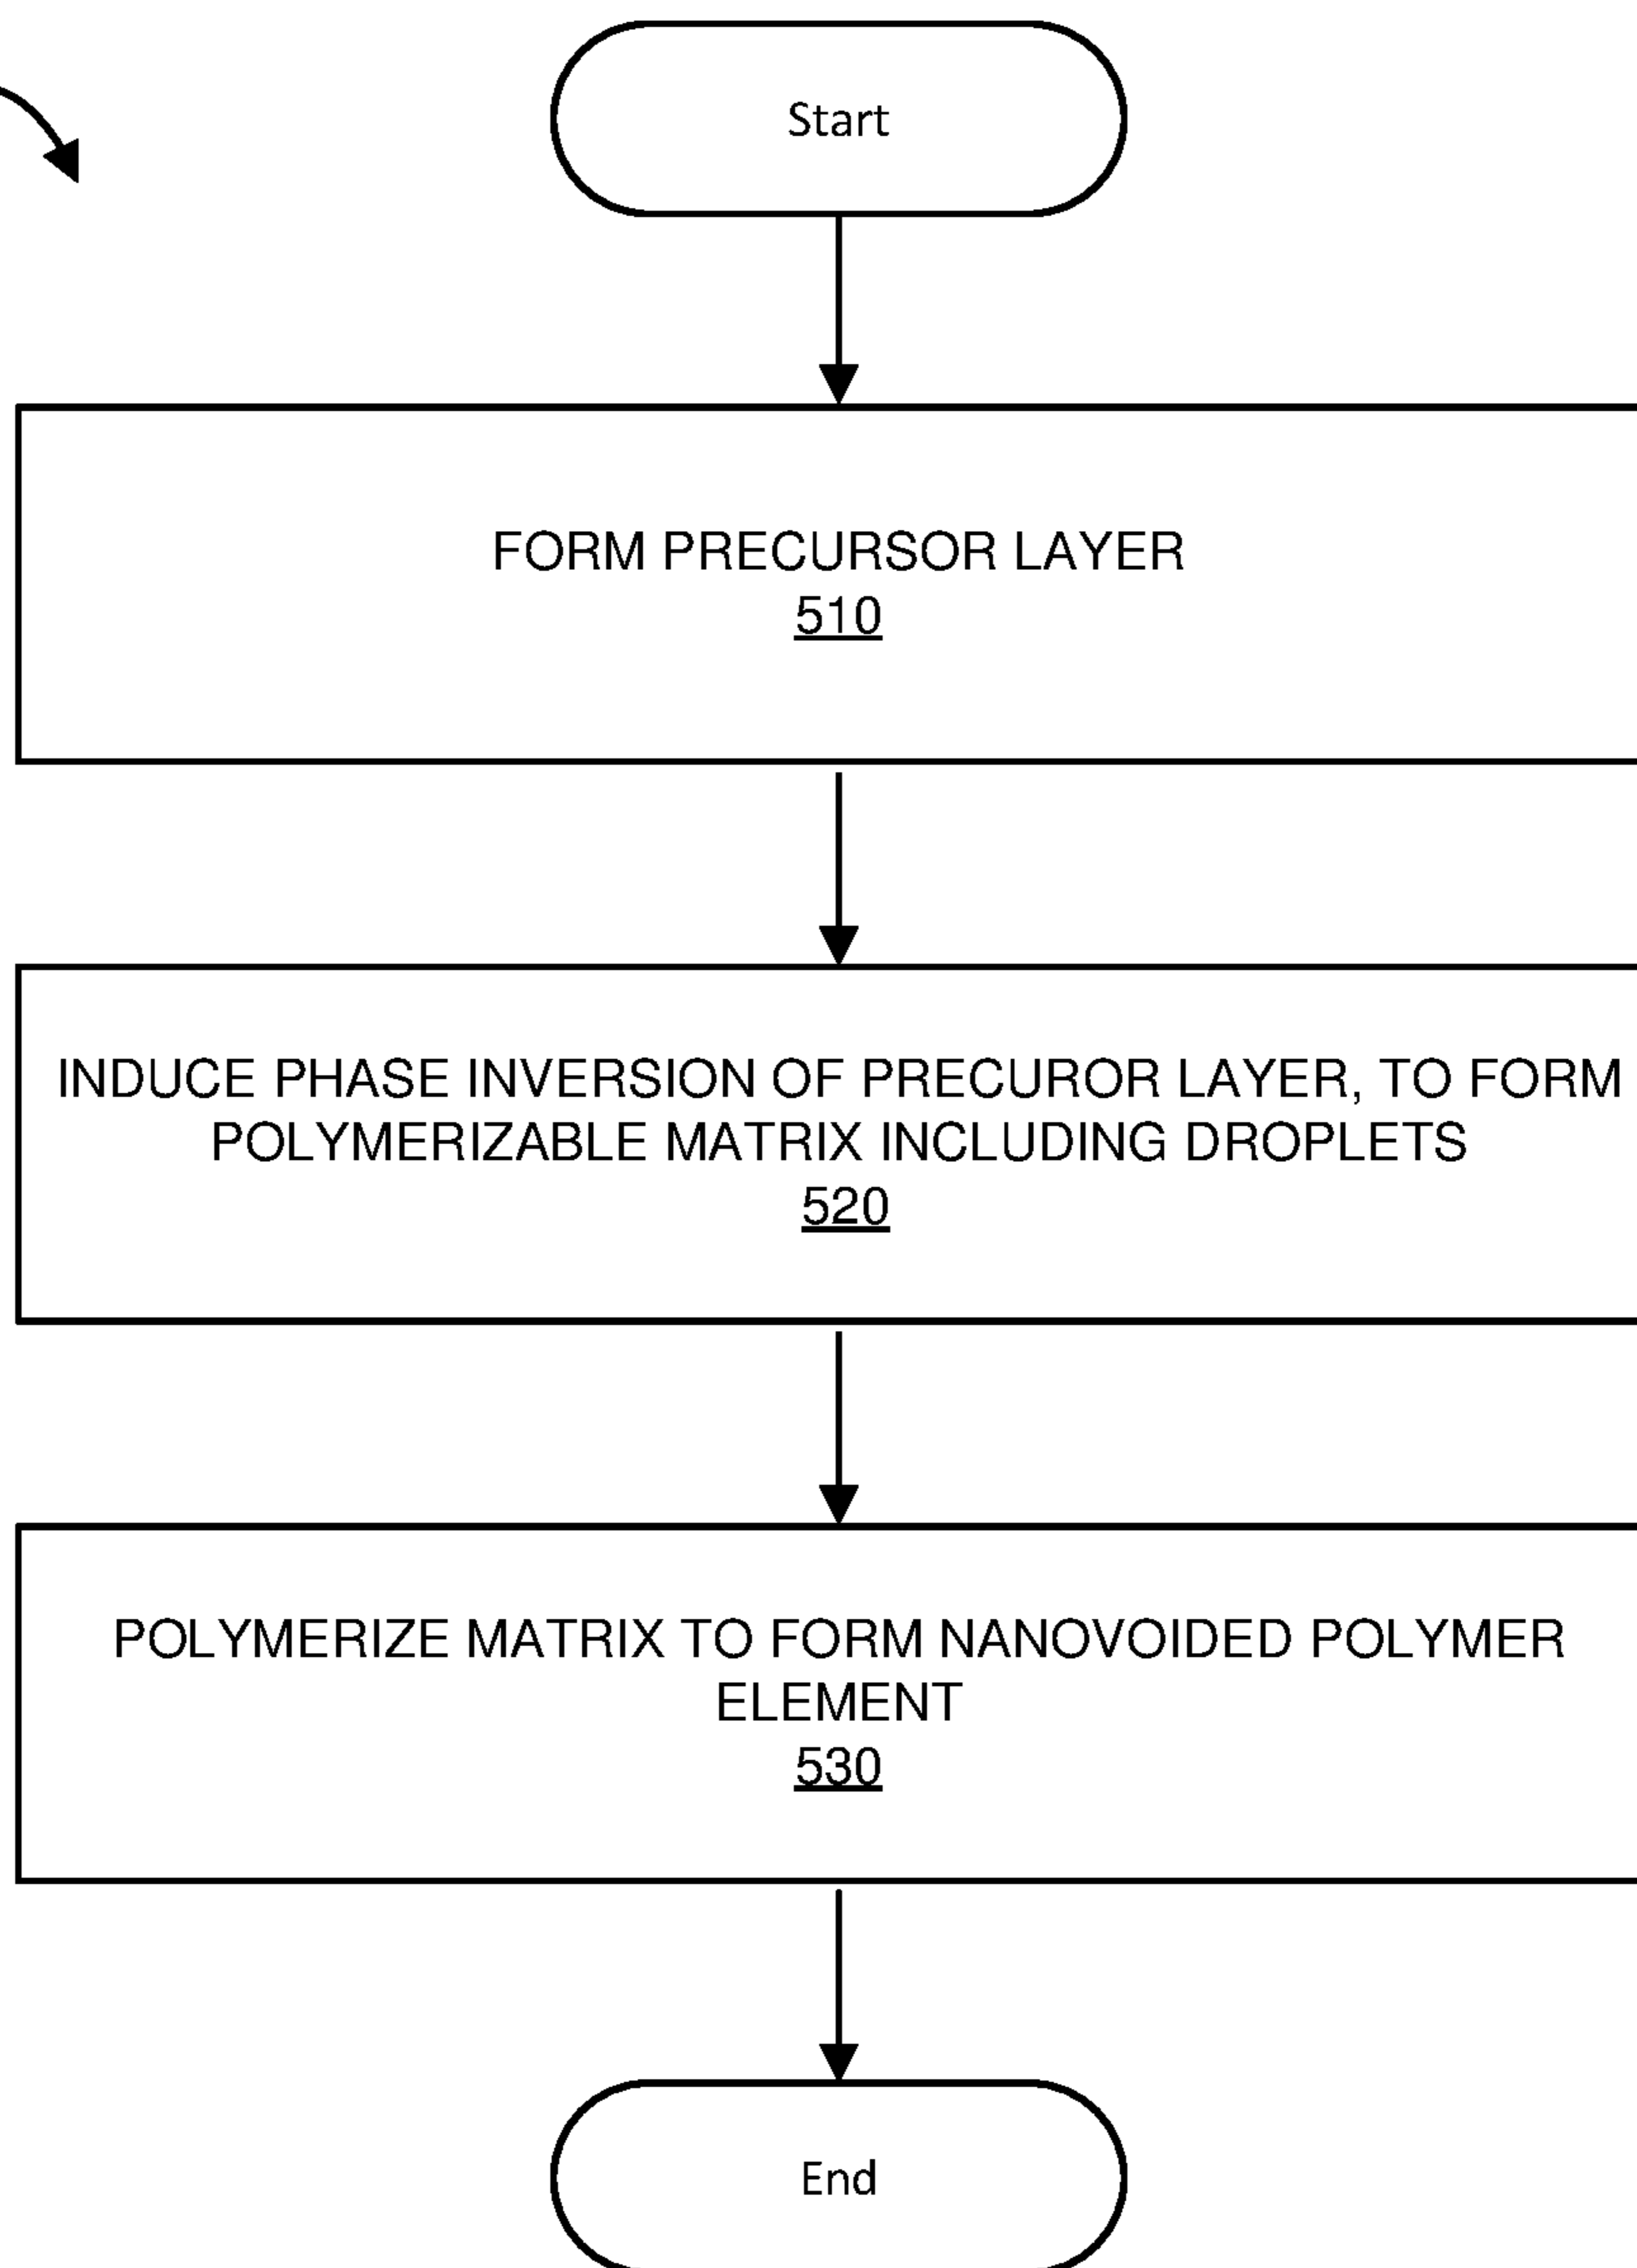 Start
FORM PRECURSOR LAYER
510
INDUCE PHASE INVERSION OF PRECUROR LAYER, TO FORM
POLYMERIZABLE MATRIX INCLUDING DROPLETS
520
POLYMERIZE MATRIX TO FORM NANOVOIDED POLYMER
ELEMENT
530
End